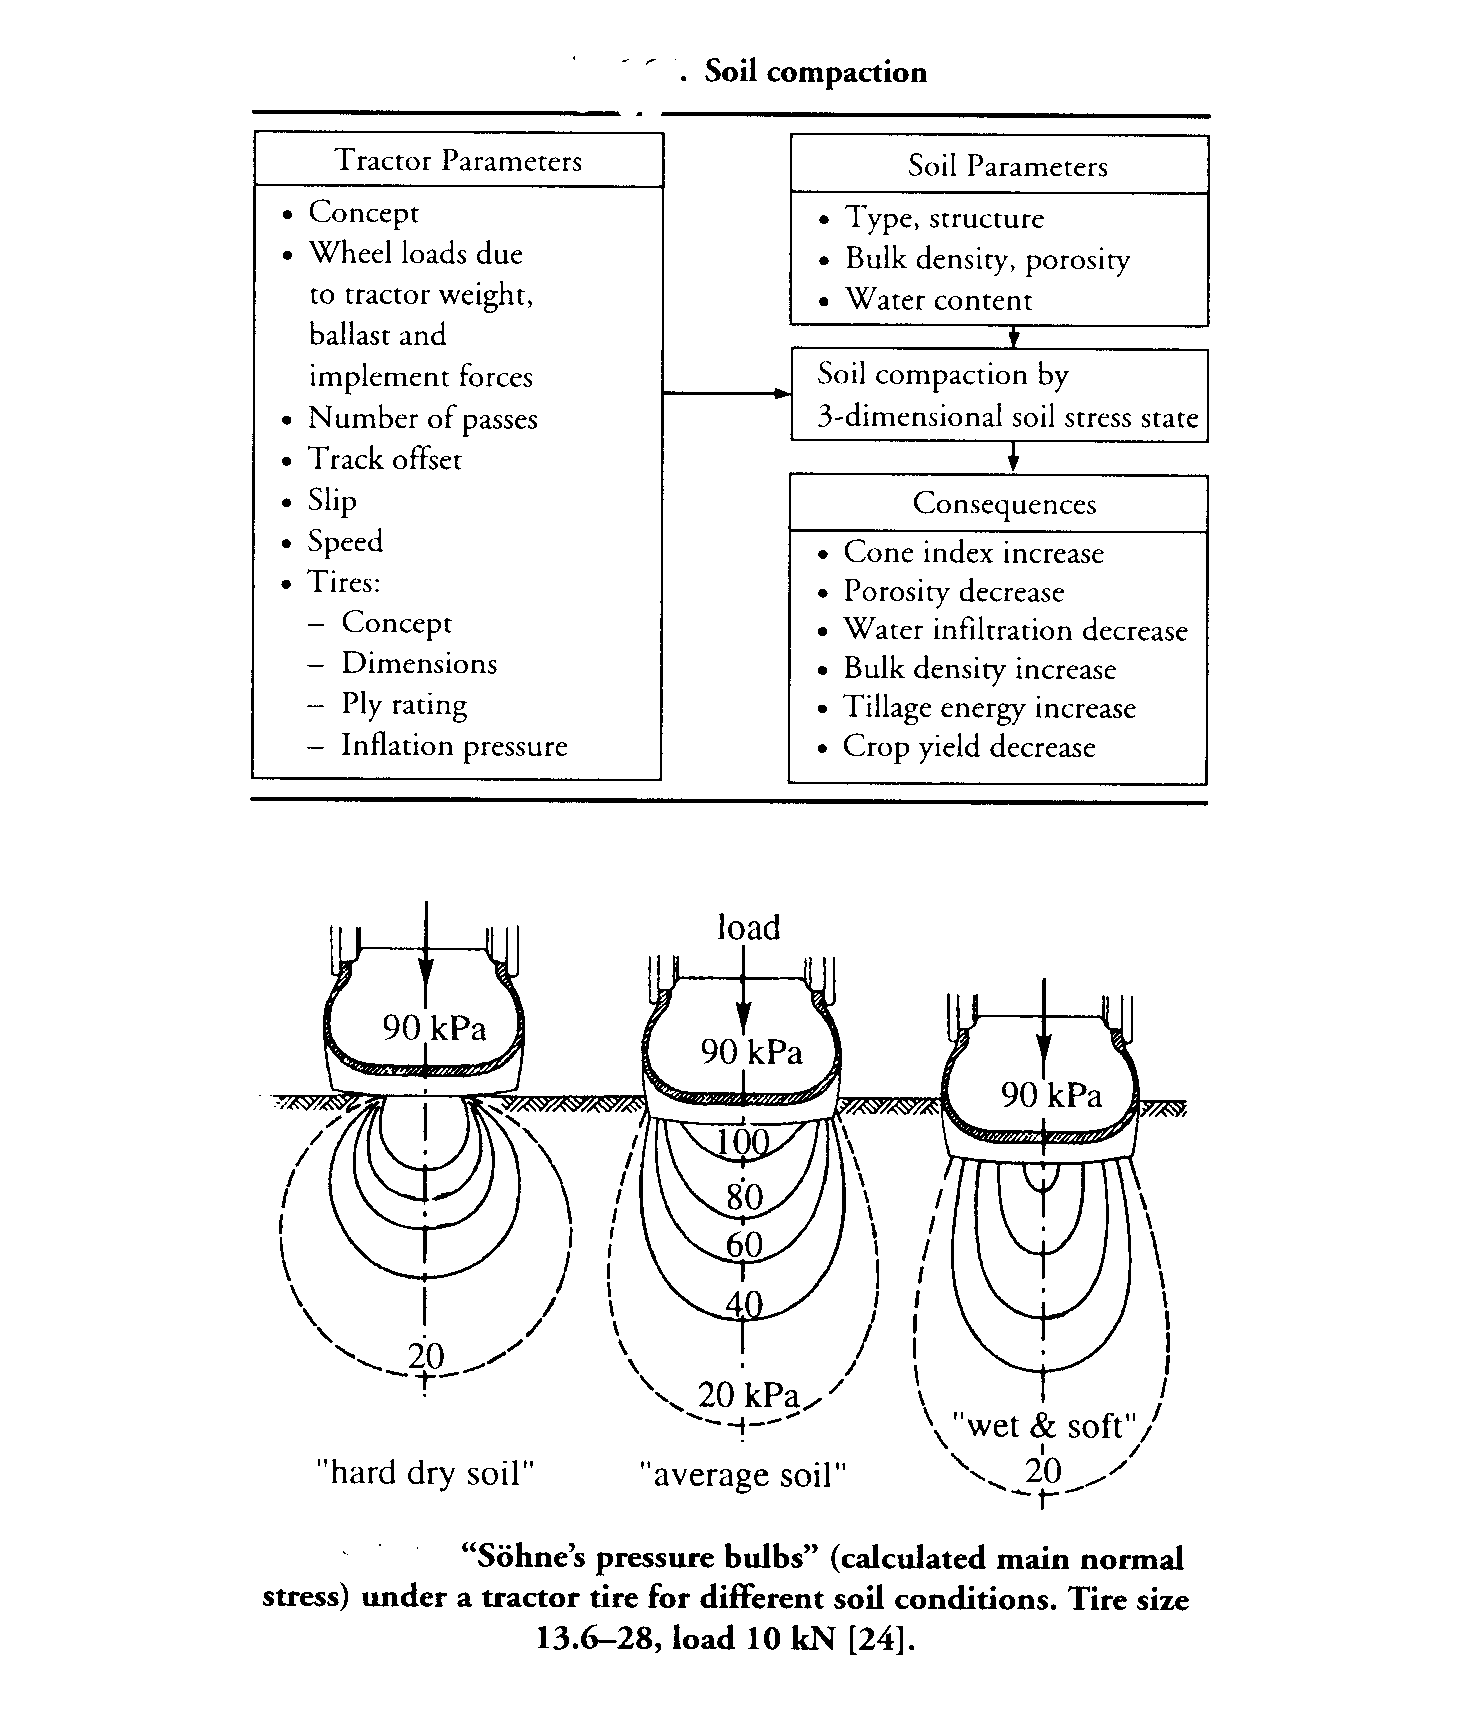 . Soil compaction
Tractor Parameters
• Concept
• Wheel loads due
to tractor weight,
ballast and
implement forces
• Number of passes
• Track offset
• Slip
• Speed
• Tires:
– Concept
– Dimensions
– Ply rating
– Inflation pressure
Soil Parameters
• Type, structure
• Bulk density, porosity
• Water content
Soil compaction by
3-dimensional soil stress state
Consequences
• Cone index increase
• Porosity decrease
• Water infiltration decrease
• Bulk density increase
• Tillage energy increase
• Crop yield decrease
90 kPa
20
"hard dry soil"
load
90 kPa
100
80
60
40
20 kPa
"average soil"
90 kPa
"wet & soft"
20
“Söhne’s pressure bulbs” (calculated main normal
stress) under a tractor tire for different soil conditions. Tire size
13.6–28, load 10 kN [24].